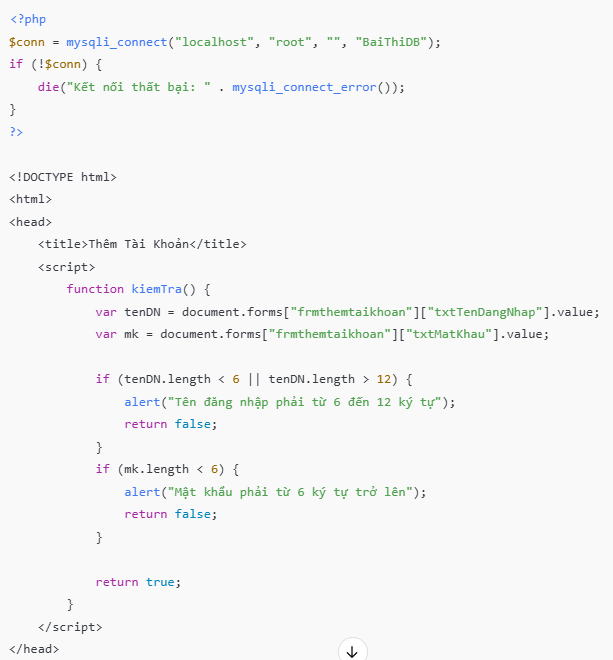 <?php
$conn = mysqli_connect("localhost", "root", "", "BaiThiDB");
if (!$conn) {
    die("Kết nối thất bại: " . mysqli_connect_error());
}
?>

<!DOCTYPE html>
<html>
<head>
    <title>Thêm Tài Khoản</title>
    <script>
        function kiemTra() {
            var tenDN = document.forms["frmthemtaikhoan"]["txtTenDangNhap"].value;
            var mk = document.forms["frmthemtaikhoan"]["txtMatKhau"].value;

            if (tenDN.length < 6 || tenDN.length > 12) {
                alert("Tên đăng nhập phải từ 6 đến 12 ký tự");
                return false;
            }
            if (mk.length < 6) {
                alert("Mật khẩu phải từ 6 ký tự trở lên");
                return false;
            }

            return true;
        }
    </script>
</head>